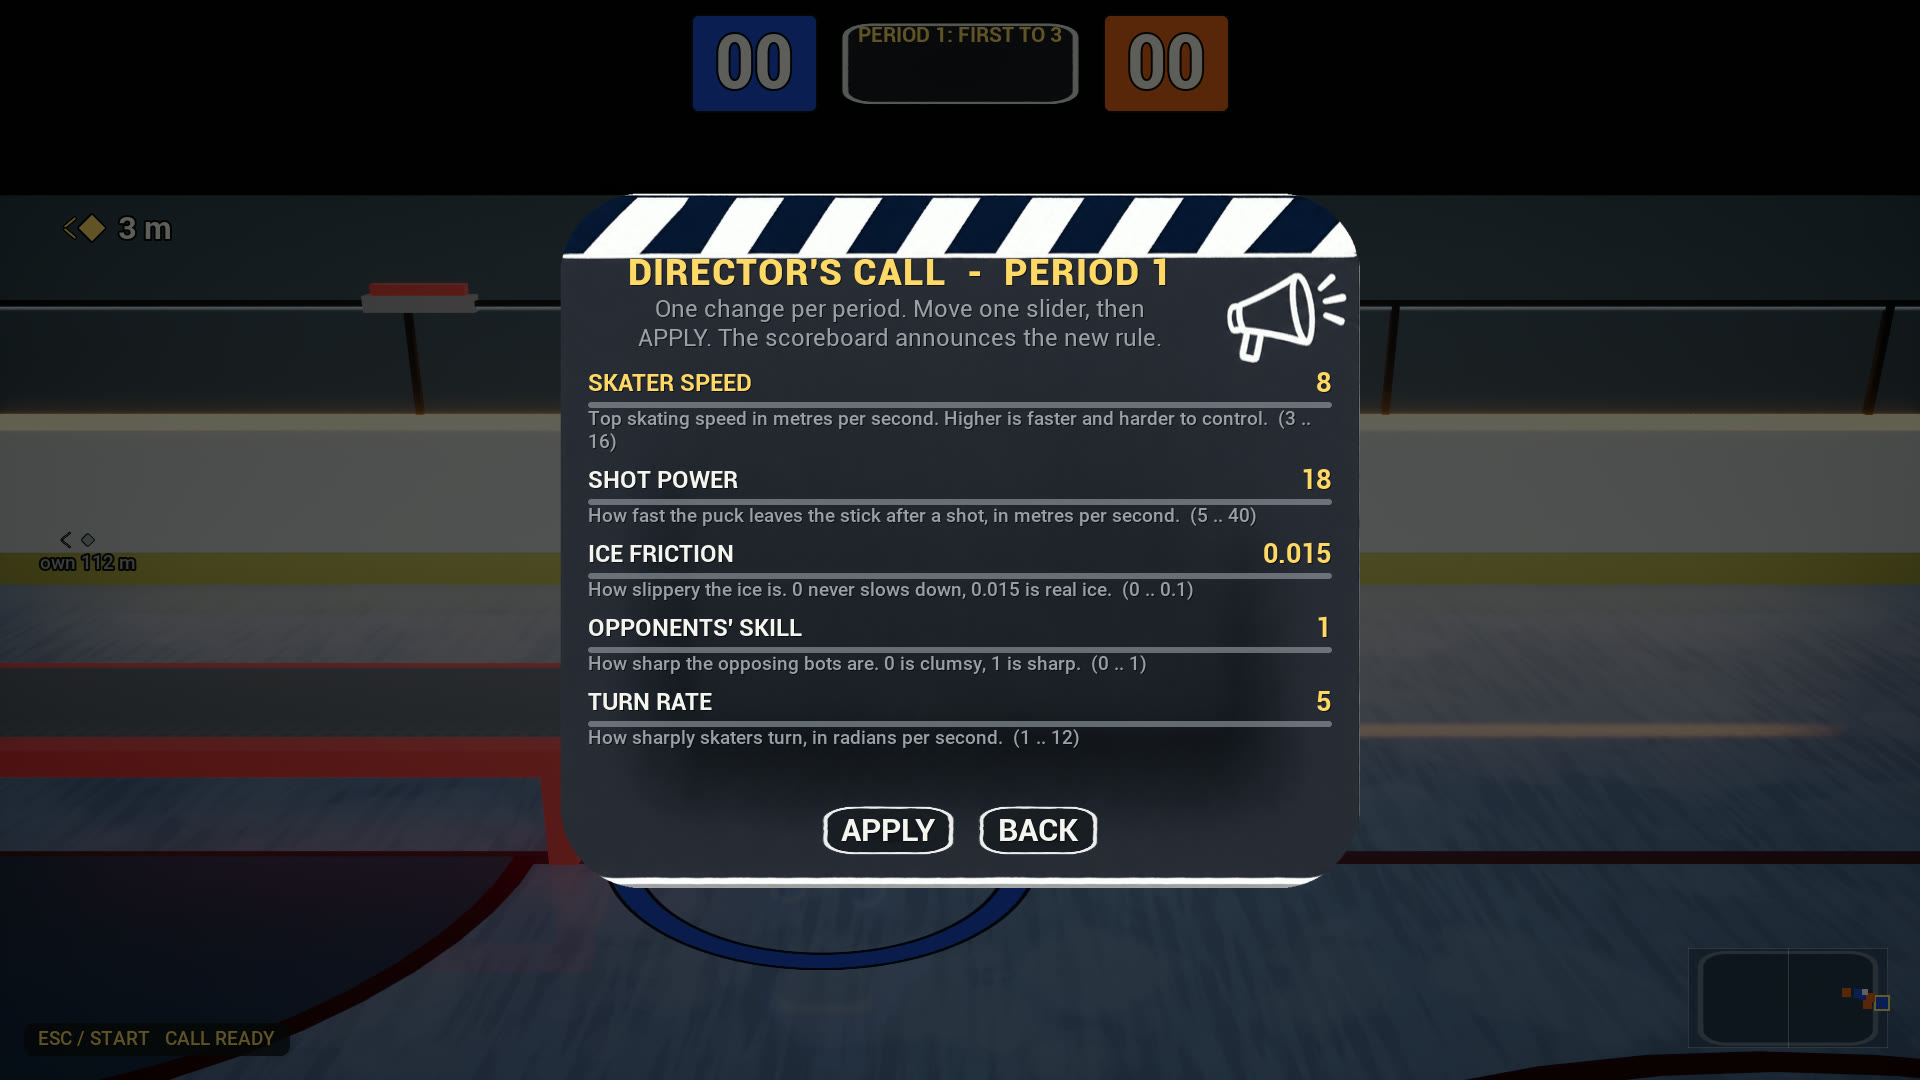 00
PERIOD 1: FIRST TO 3
00
3 m
DIRECTOR'S CALL - PERIOD 1
One change per period. Move one slider, then
APPLY. The scoreboard announces the new rule.
SKATER SPEED 8
Top skating speed in metres per second. Higher is faster and harder to control. (3 ..
16)
SHOT POWER 18
How fast the puck leaves the stick after a shot, in metres per second. (5 .. 40)
ICE FRICTION 0.015
How slippery the ice is. 0 never slows down, 0.015 is real ice. (0 .. 0.1)
own 112 m
OPPONENTS' SKILL 1
How sharp the opposing bots are. 0 is clumsy, 1 is sharp. (0 .. 1)
TURN RATE 5
How sharply skaters turn, in radians per second. (1 .. 12)
APPLY BACK
ESC / START CALL READY